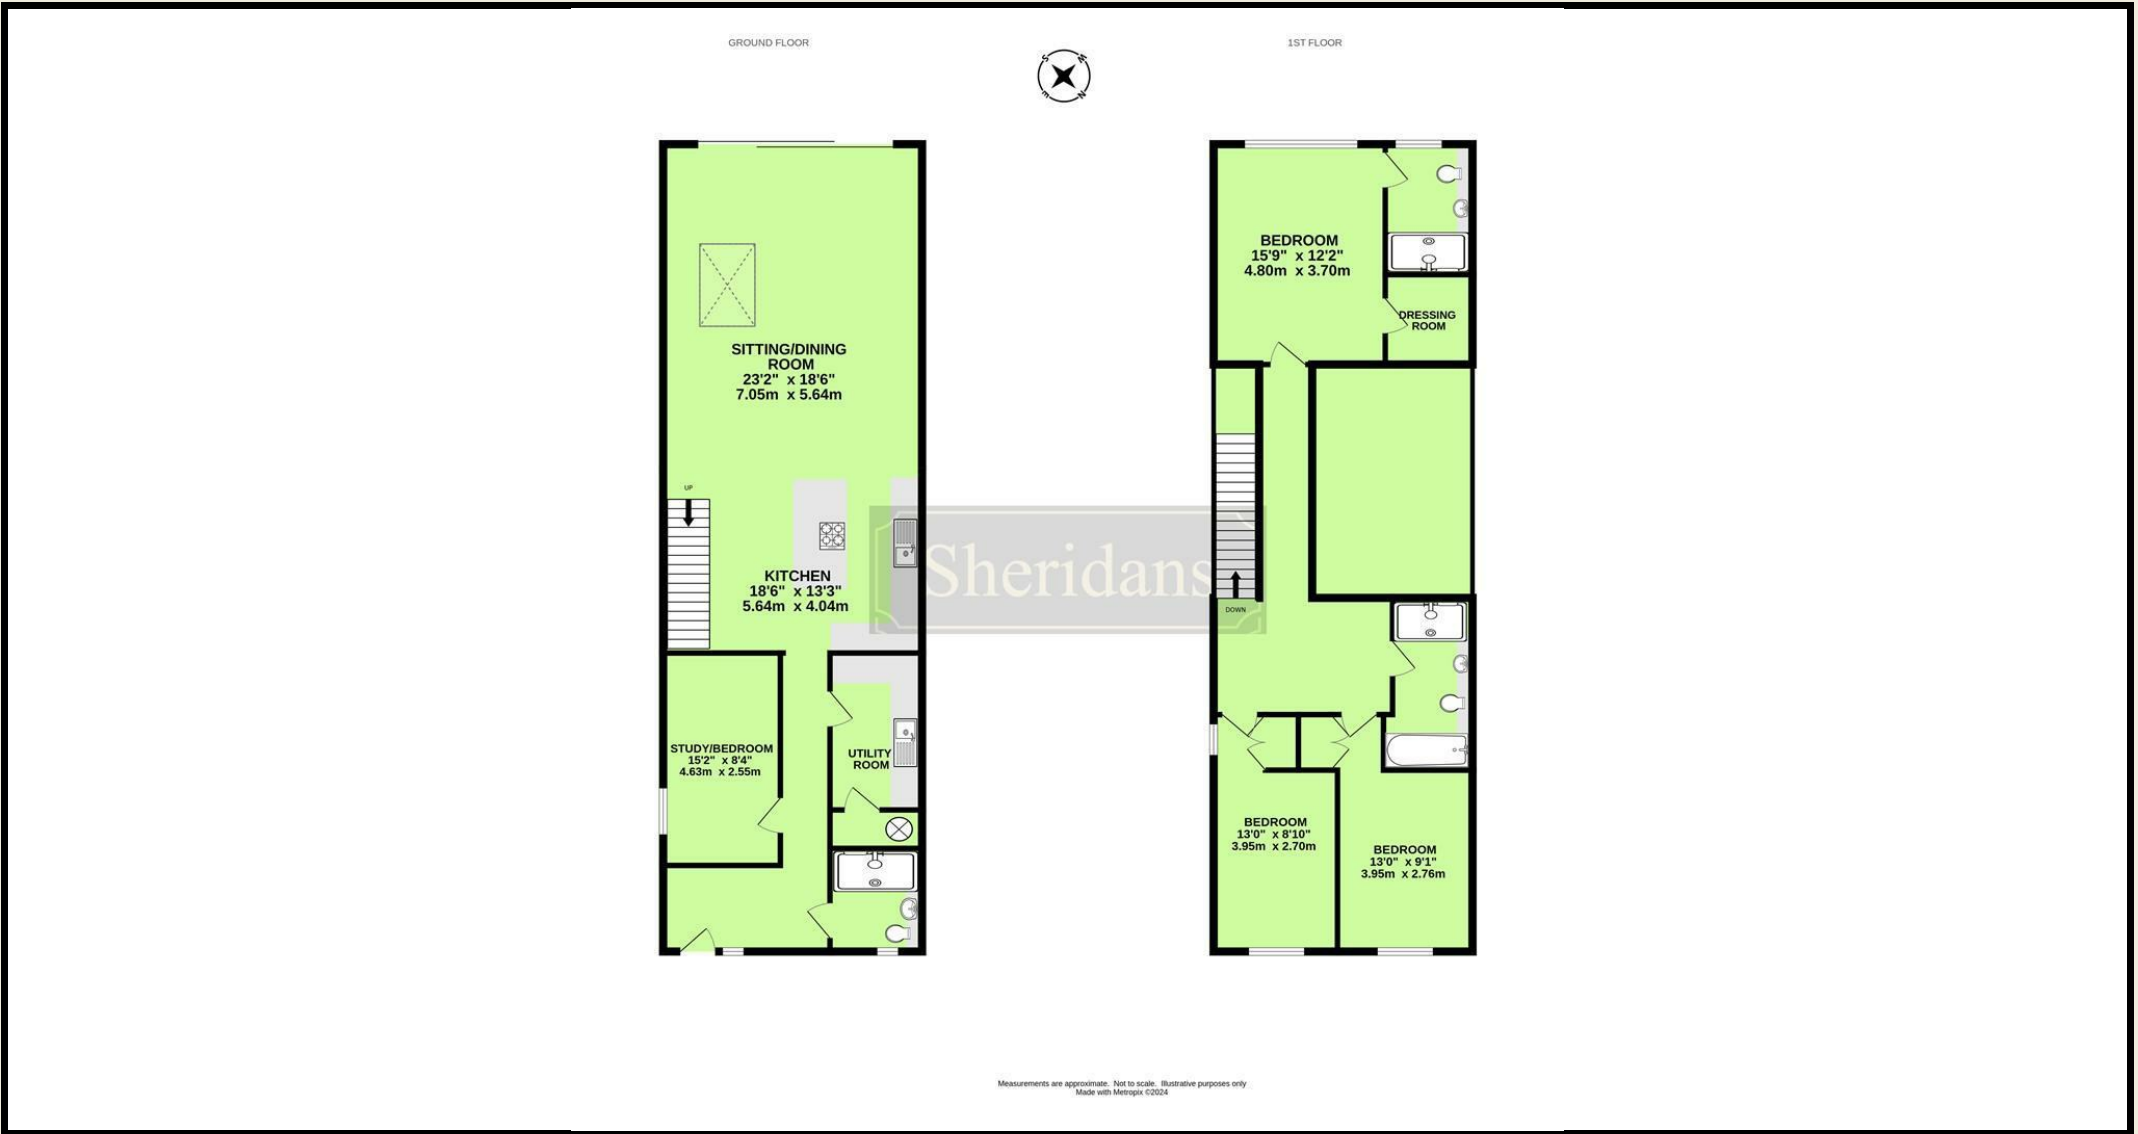 GROUND FLOOR
1ST FLOOR
S
W
E
N
SITTING/DINING
ROOM
23'2" x 18'6"
7.05m x 5.64m
UP
KITCHEN
18'6" x 13'3"
5.64m x 4.04m
STUDY/BEDROOM
15'2" x 8'4"
4.63m x 2.55m
UTILITY
ROOM
Sheridans
BEDROOM
15'9" x 12'2"
4.80m x 3.70m
DRESSING
ROOM
DOWN
BEDROOM
13'0" x 8'10"
3.95m x 2.70m
BEDROOM
13'0" x 9'1"
3.95m x 2.76m
Measurements are approximate. Not to scale. Illustrative purposes only
Made with Metropix ©2024